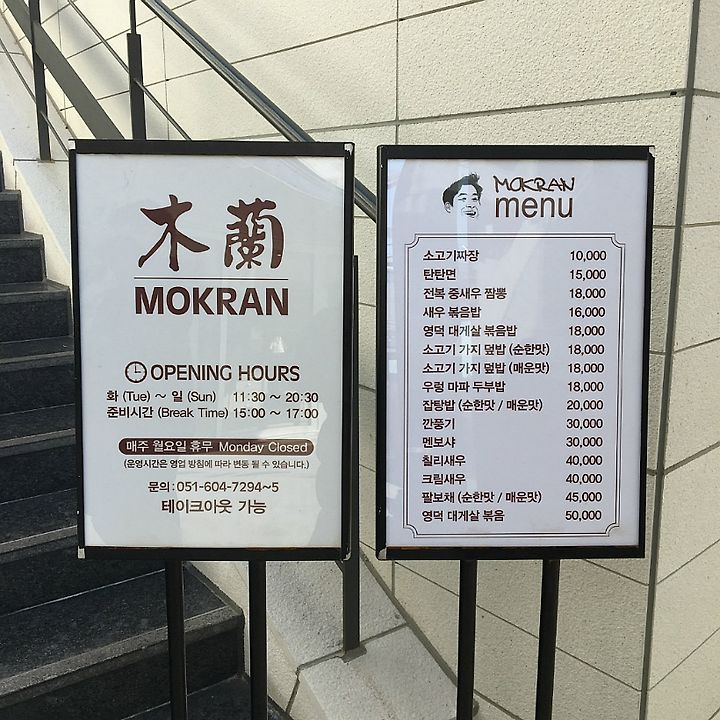 木蘭
MOKRAN
OPENING HOURS
화 (Tue) ~ 일 (Sun) 11:30 ~ 20:30
준비시간 (Break Time) 15:00 ~ 17:00
매주 월요일 휴무 Monday Closed
(운영시간은 영업 방침에 따라 변동 될 수 있습니다.)
문의 : 051-604-7294~5
테이크아웃 가능
MOKRAN
menu
소고기짜장 10,000
탄탄면 15,000
전복 중새우 짬뽕 18,000
새우 볶음밥 16,000
영덕 대게살 볶음밥 18,000
소고기 가지 덮밥 (순한맛) 18,000
소고기 가지 덮밥 (매운맛) 18,000
우렁 마파 두부밥 18,000
잡탕밥 (순한맛 / 매운맛) 20,000
깐풍기 30,000
멘보샤 30,000
칠리새우 40,000
크림새우 40,000
팔보채 (순한맛 / 매운맛) 45,000
영덕 대게살 볶음 50,000